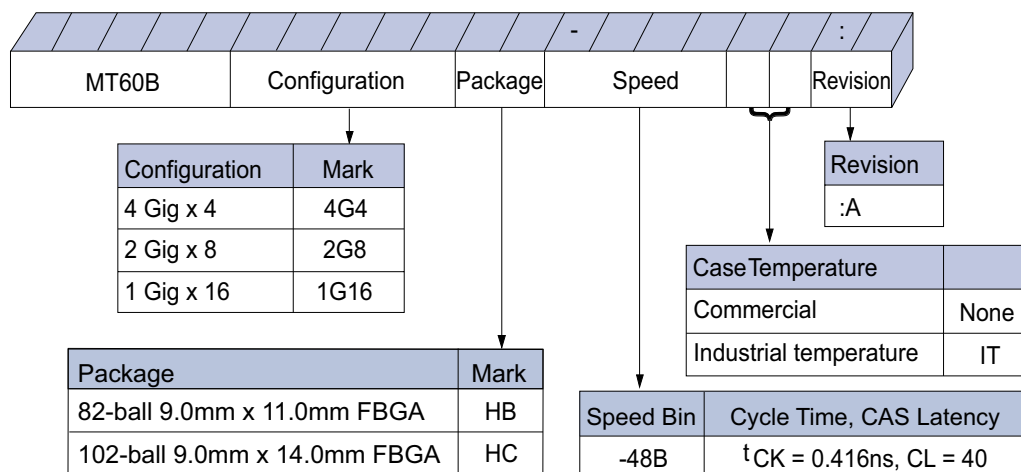 - :
MT60B Configuration Package Speed Revision
Configuration Mark
4 Gig x 4 4G4
2 Gig x 8 2G8
1 Gig x 16 1G16
Revision
:A
Case Temperature
Commercial None
Industrial temperature IT
Package Mark
82-ball 9.0mm x 11.0mm FBGA HB
102-ball 9.0mm x 14.0mm FBGA HC
Speed Bin Cycle Time, CAS Latency
-48B tCK = 0.416ns, CL = 40